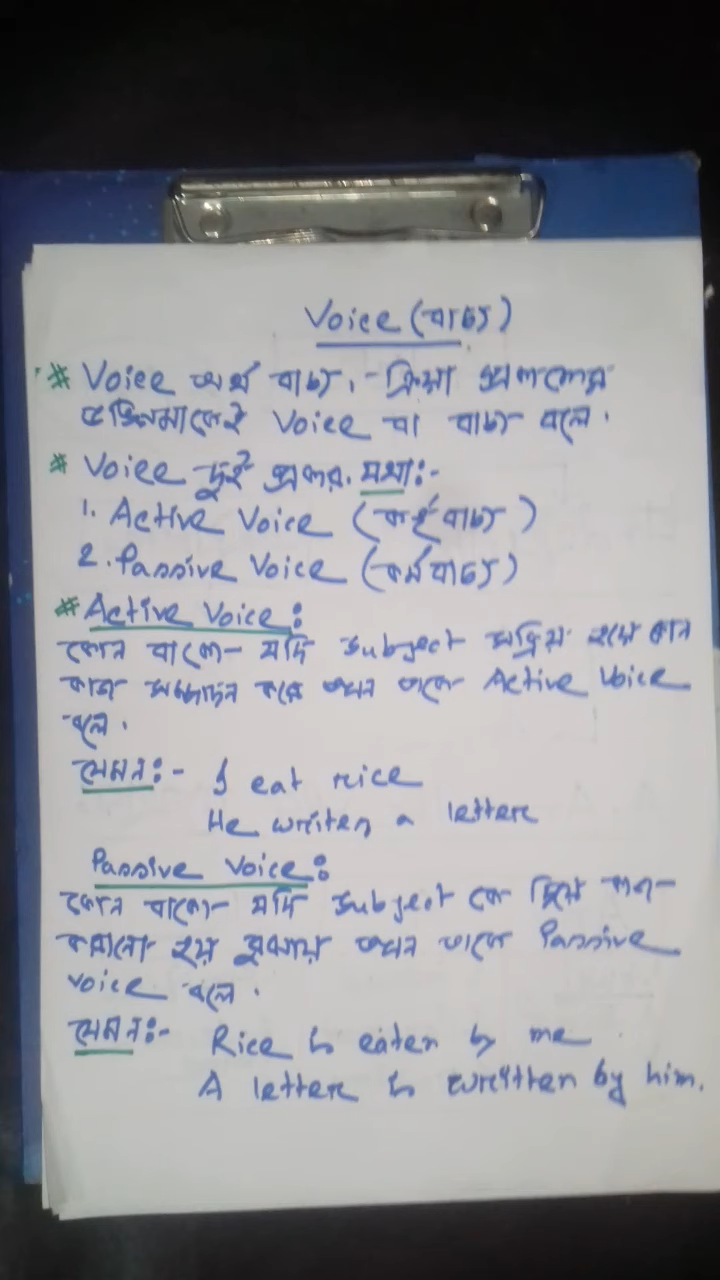 Voice (বাচ্য)
* Voice অর্থ বাচ্য। ক্রিয়া প্রকাশের
ভঙ্গিমাকেই Voice বা বাচ্য বলে।
* Voice দুই প্রকার. যথা:-
1. Active Voice (কর্তৃবাচ্য)
2. Passive Voice (কর্মবাচ্য)
* Active Voice:
কোন বাক্যে যদি Subject সক্রিয় হয়ে কোন
কাজ সম্পাদন করে তখন তাকে Active Voice
বলে।
যেমন:- I eat rice
He writes a letter
Passive Voice:
কোন বাক্যে যদি Subject কে দিয়ে কাজ
করানো হয় বুঝায় তখন তাকে Passive
Voice বলে।
যেমন:- Rice is eaten by me
A letter is written by him.